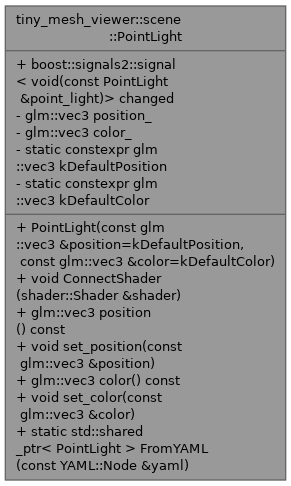 tiny_mesh_viewer::scene
::PointLight
+ boost::signals2::signal
< void(const PointLight
&point_light)> changed
- glm::vec3 position_
- glm::vec3 color_
- static constexpr glm
::vec3 kDefaultPosition
- static constexpr glm
::vec3 kDefaultColor
+ PointLight(const glm
::vec3 &position=kDefaultPosition,
const glm::vec3 &color=kDefaultColor)
+ void ConnectShader
(shader::Shader &shader)
+ glm::vec3 position
() const
+ void set_position(const
glm::vec3 &position)
+ glm::vec3 color() const
+ void set_color(const
glm::vec3 &color)
+ static std::shared
_ptr< PointLight > FromYAML
(const YAML::Node &yaml)